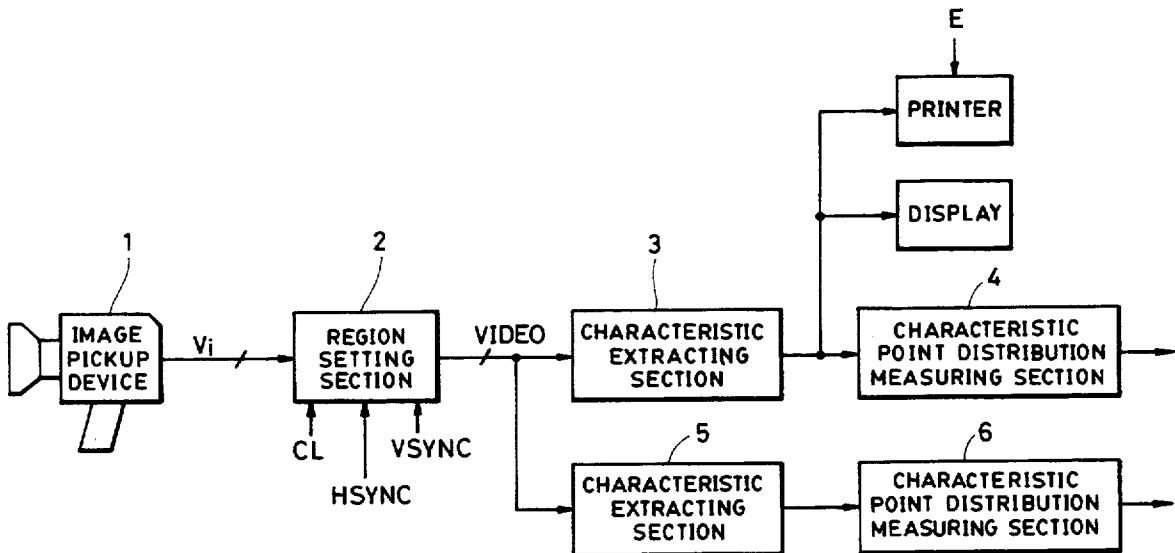 E
PRINTER
DISPLAY
1
IMAGE
PICKUP
DEVICE
Vi
2
REGION
SETTING
SECTION
CL
HSYNC
VSYNC
VIDEO
3
CHARACTERISTIC
EXTRACTING
SECTION
4
CHARACTERISTIC
POINT DISTRIBUTION
MEASURING SECTION
5
CHARACTERISTIC
EXTRACTING
SECTION
6
CHARACTERISTIC
POINT DISTRIBUTION
MEASURING SECTION